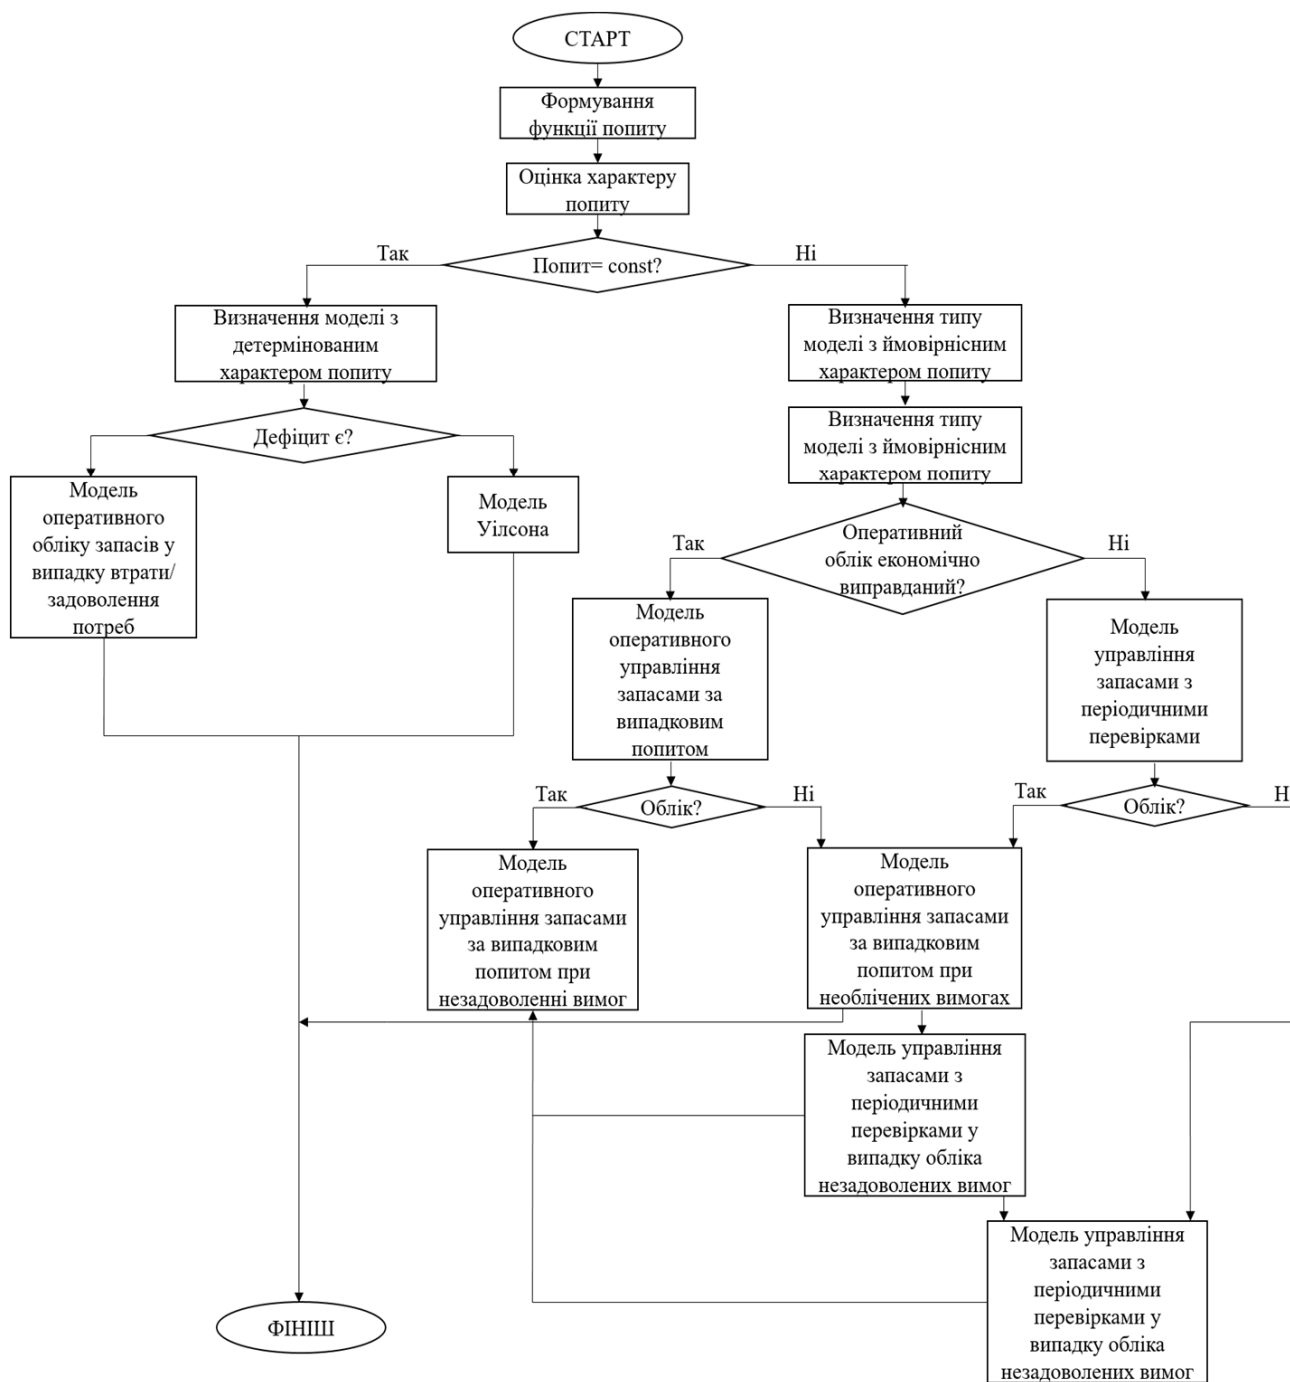 СТАРТ
Формування
функції попиту
Оцінка характеру
попиту
Так
Попит= const?
Ні
Визначення моделі з
детермінованим
характером попиту
Визначення типу
моделі з ймовірнісним
характером попиту
Дефіцит є?
Визначення типу
моделі з ймовірнісним
характером попиту
Модель
оперативного
обліку запасів у
випадку втрати/
задоволення
потреб
Модель
Уілсона
Так
Оперативний
облік економічно
виправданий?
Ні
Модель
оперативного
управління
запасами за
випадковим
попитом
Модель
управління
запасами з
періодичними
перевірками
Так
Облік?
Ні
Так
Облік?
Н
Модель
оперативного
управління запасами
за випадковим
попитом при
незадоволенні вимог
Модель
оперативного
управління запасами
за випадковим
попитом при
необлічених вимогах
Модель управління
запасами з
періодичними
перевірками у
випадку обліка
незадоволених вимог
Модель управління
запасами з
періодичними
перевірками у
випадку обліка
незадоволених вимог
ФІНІШ